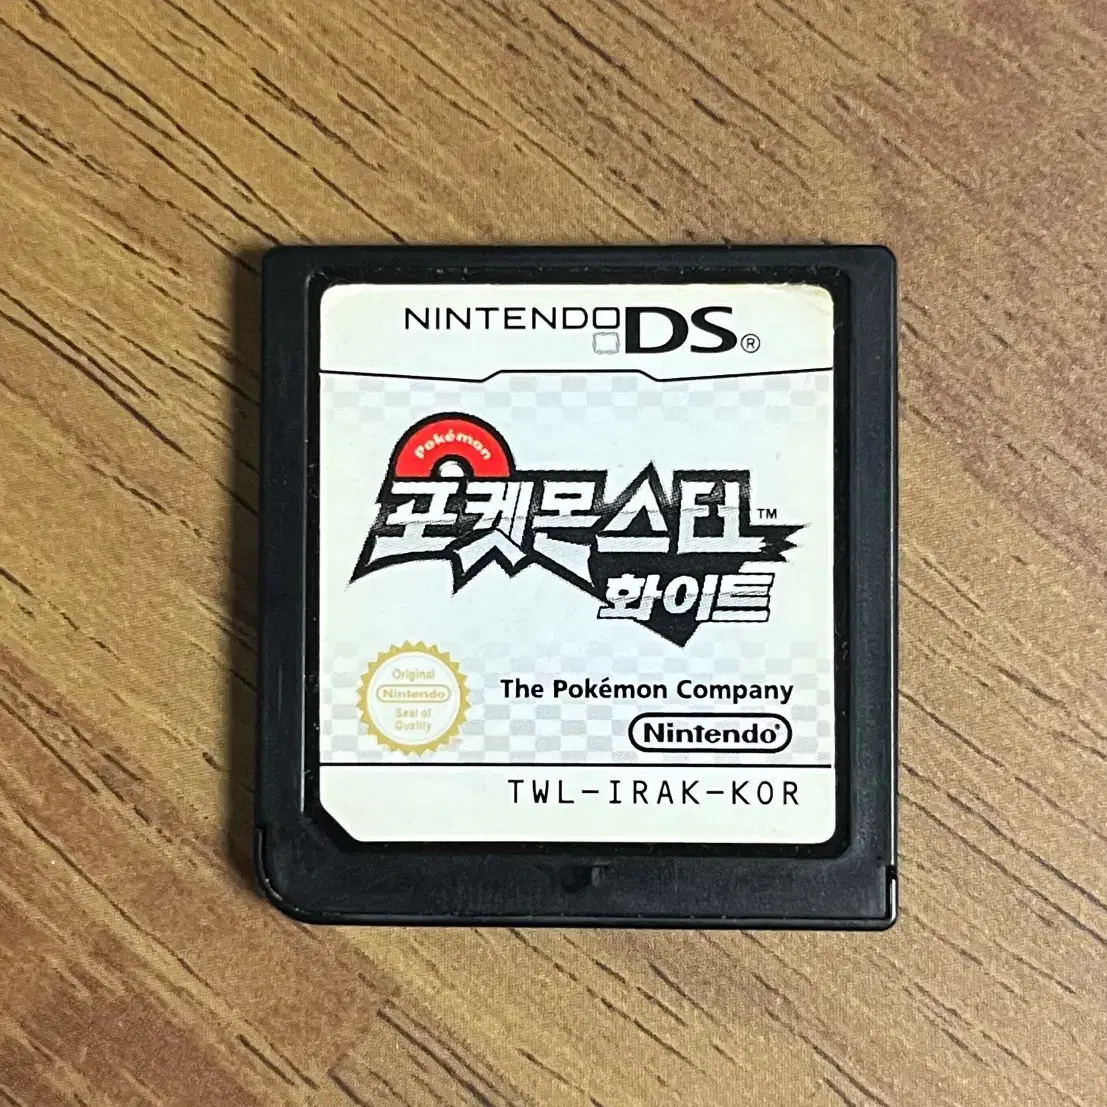 NINTENDO DS®
Pokémon
포켓몬스터™
화이트
Original
Nintendo
Seal of
Quality
The Pokémon Company
Nintendo®
TWL-IRAK-KOR